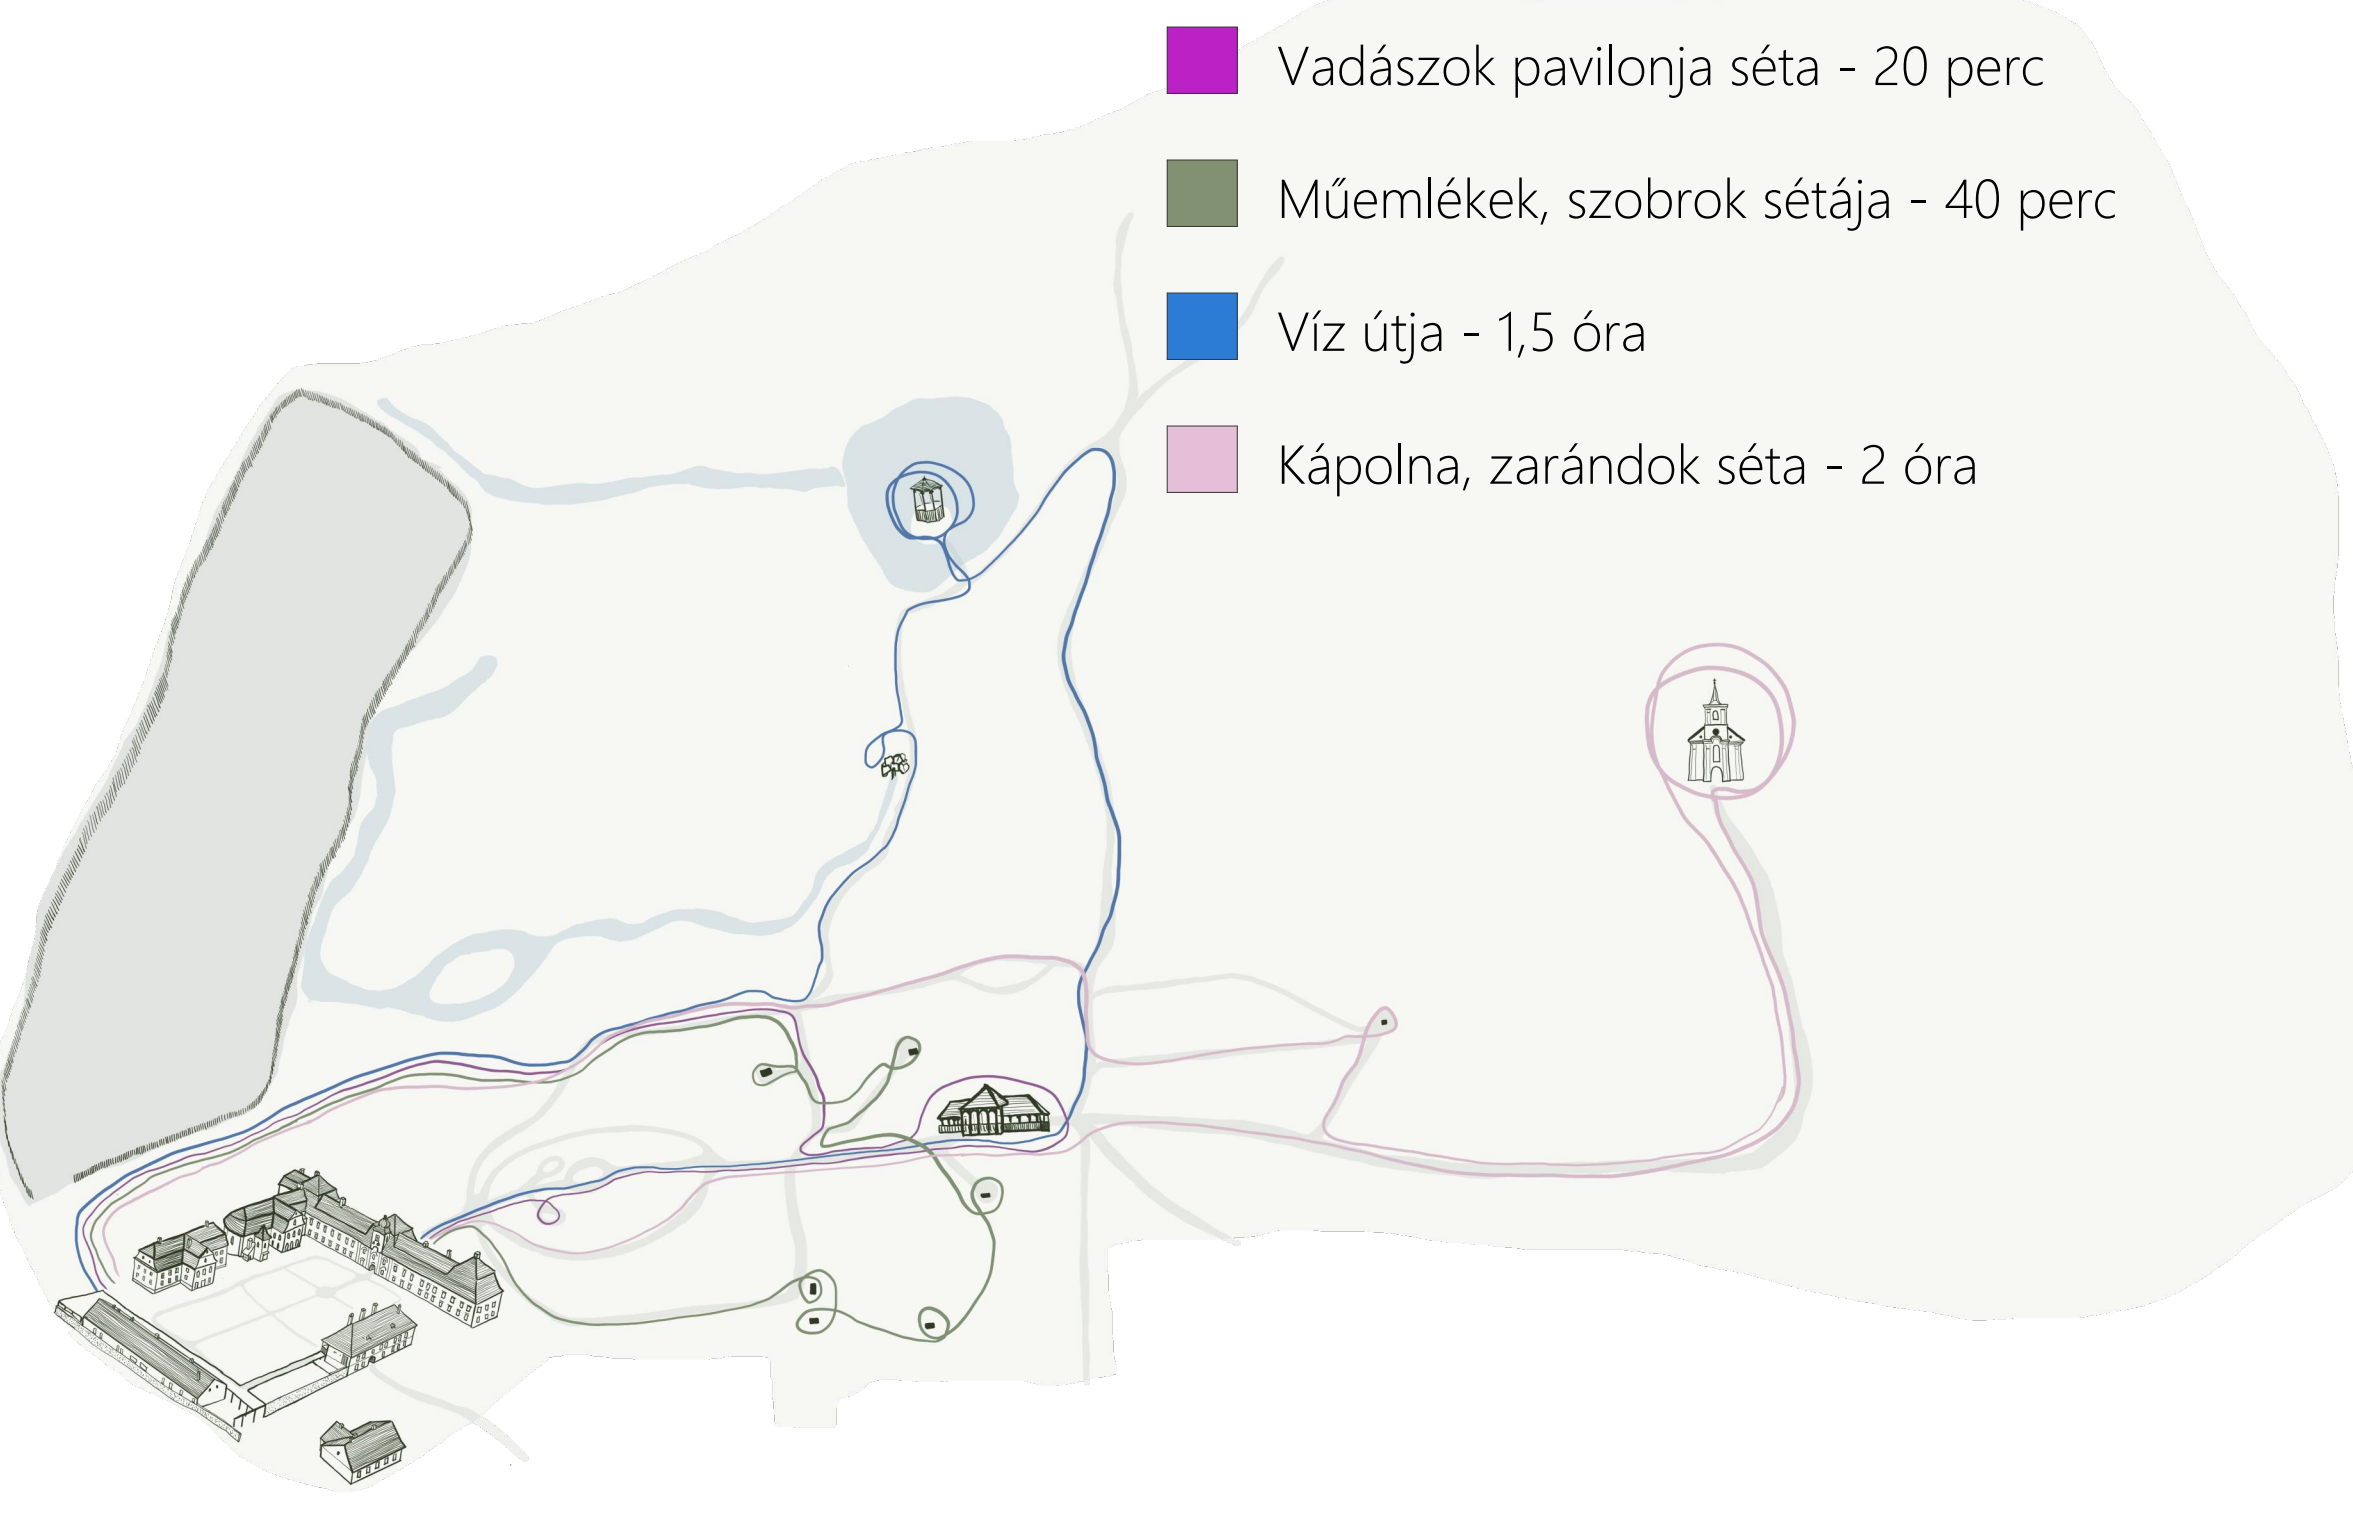 Vadászok pavilonja séta - 20 perc
Műemlékek, szobrok sétája - 40 perc
Víz útja - 1,5 óra
Kápolna, zarándok séta - 2 óra